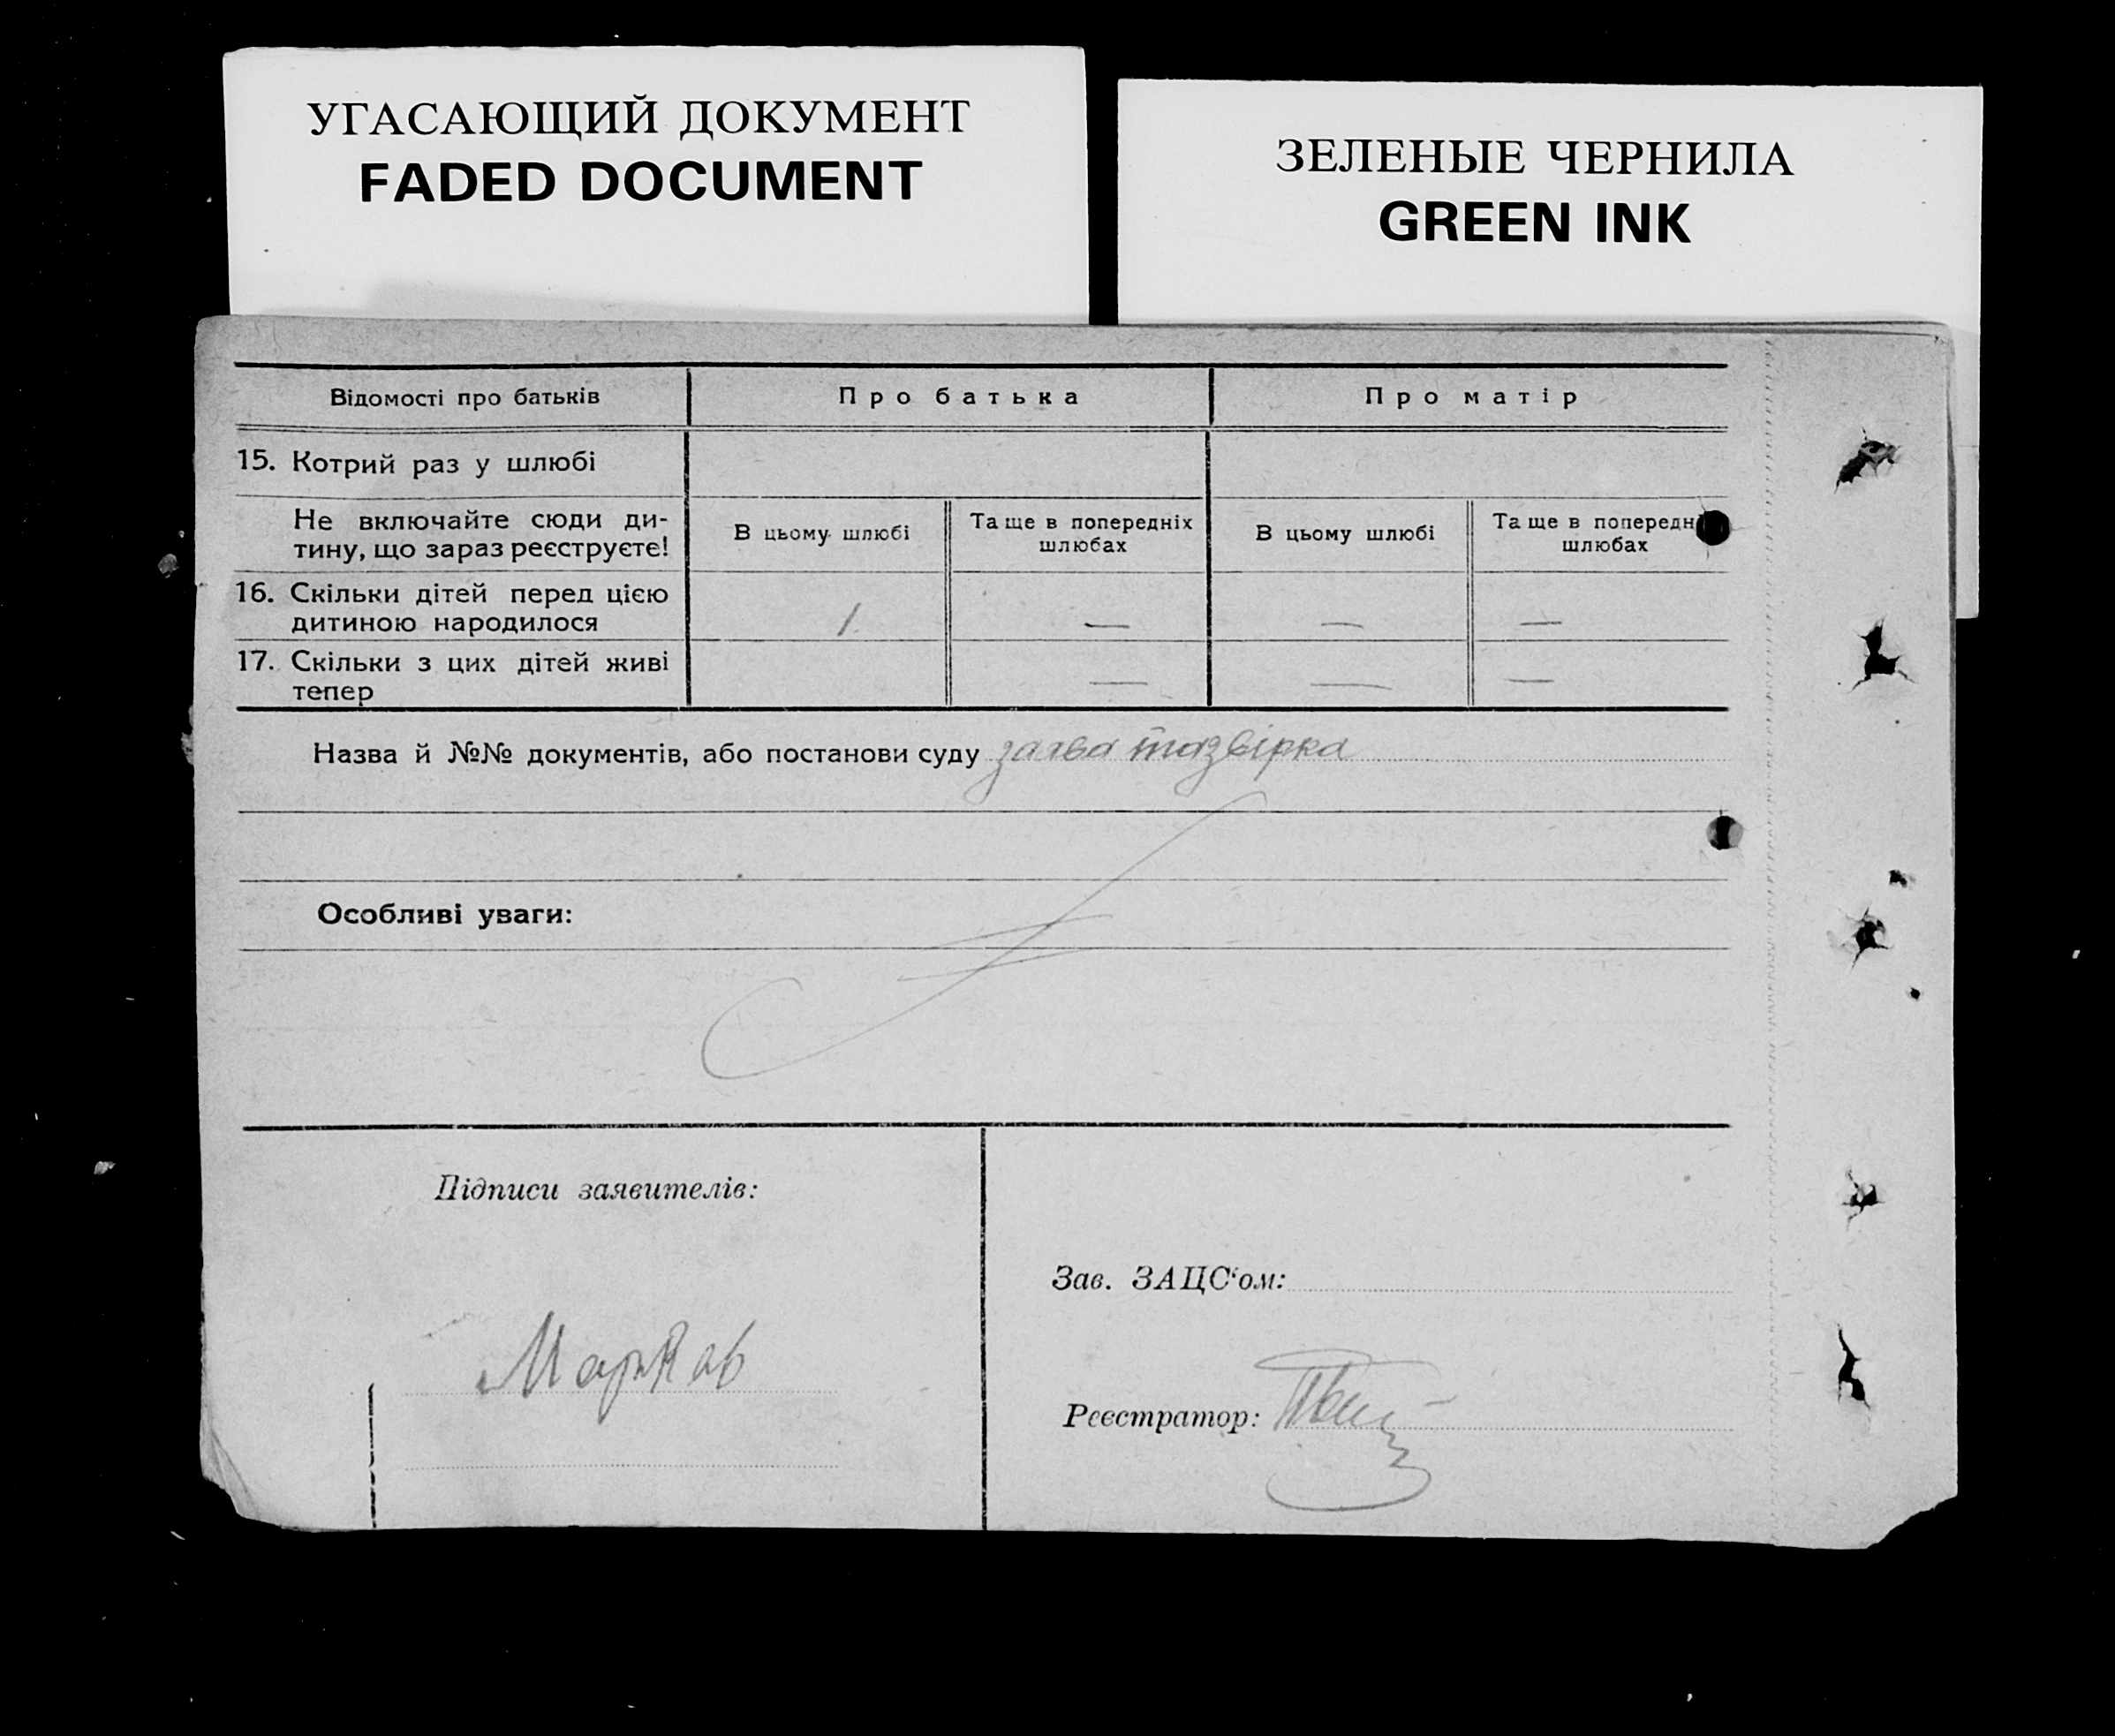 УГАСАЮЩИЙ ДОКУМЕНТ
FADED DOCUMENT
ЗЕЛЕНЫЕ ЧЕРНИЛА
GREEN INK
Відомості про батьків Про батька Про матір
15. Котрий раз у шлюбі
Не включайте сюди ди-
тину, що зараз реєструєте!
В цьому шлюбі
Та ще в попередніх
шлюбах
В цьому шлюбі
Та ще в попередн
шлюбах
16. Скільки дітей перед цією
дитиною народилося
1. — — —
17. Скільки з цих дітей живі
тепер
— — —
Назва й №№ документів, або постанови суду заява та звірка
Особливі уваги:
Підписи заявителів:
Марков
Зав. ЗАЦС‘ом:
Реєстратор: